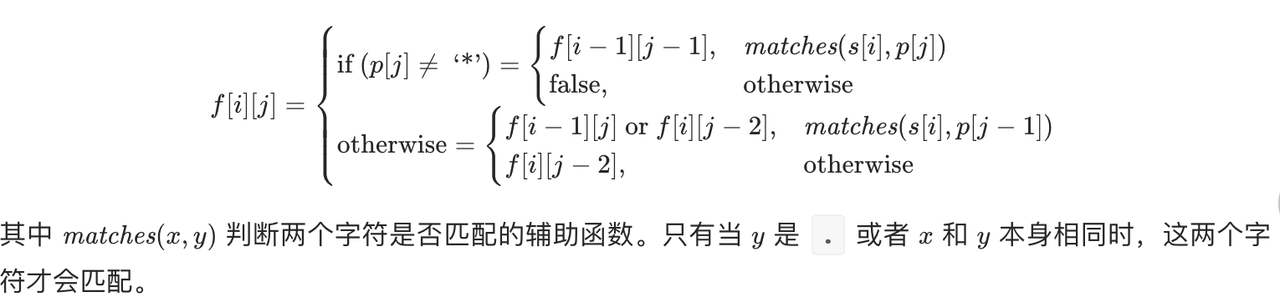 f[i][j] = { if (p[j] ≠ ‘*’) = { f[i − 1][j − 1], matches(s[i], p[j])
false, otherwise
otherwise = { f[i − 1][j] or f[i][j − 2], matches(s[i], p[j − 1])
f[i][j − 2], otherwise
其中 matches(x, y) 判断两个字符是否匹配的辅助函数。只有当 y 是 . 或者 x 和 y 本身相同时，这两个字
符才会匹配。